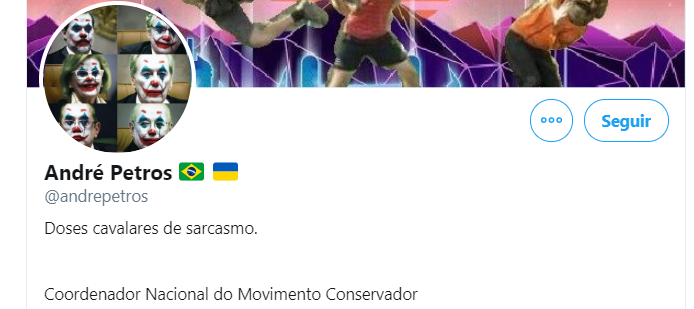 Seguir
André Petros
@andrepetros
Doses cavalares de sarcasmo.
Coordenador Nacional do Movimento Conservador